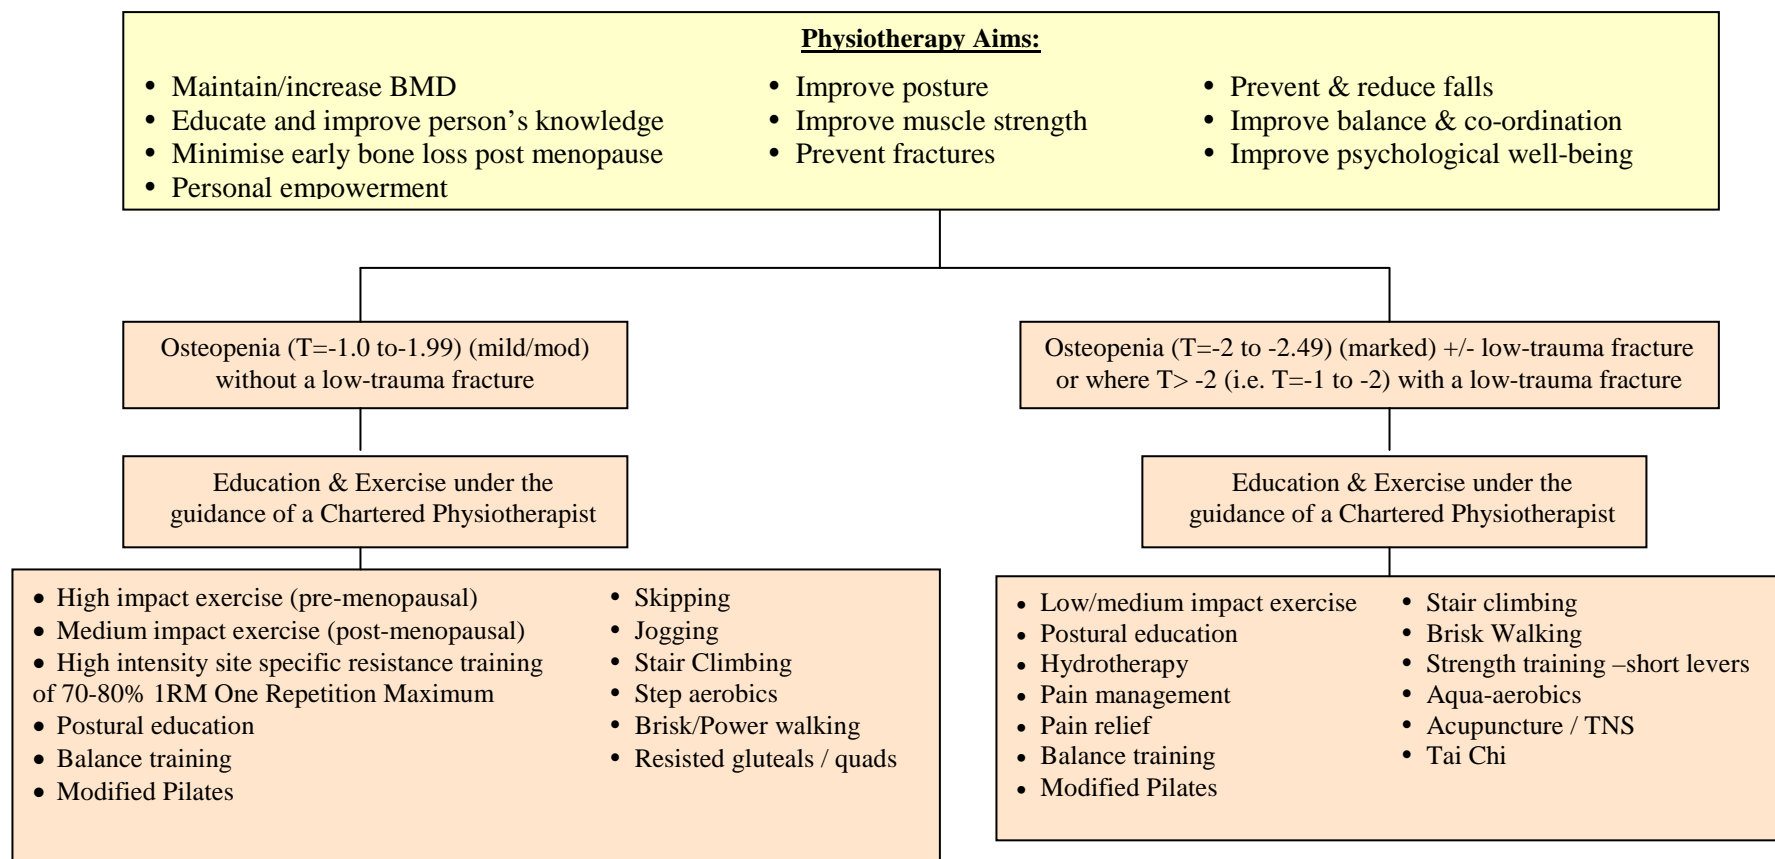 Physiotherapy Aims:
• Maintain/increase BMD
• Educate and improve person's knowledge
• Minimise early bone loss post menopause
• Personal empowerment
• Improve posture
• Improve muscle strength
• Prevent fractures
• Prevent & reduce falls
• Improve balance & co-ordination
• Improve psychological well-being
Osteopenia (T=-1.0 to-1.99) (mild/mod)
without a low-trauma fracture
Osteopenia (T=-2 to -2.49) (marked) +/- low-trauma fracture
or where T> -2 (i.e. T=-1 to -2) with a low-trauma fracture
Education & Exercise under the
guidance of a Chartered Physiotherapist
Education & Exercise under the
guidance of a Chartered Physiotherapist
• High impact exercise (pre-menopausal)
• Medium impact exercise (post-menopausal)
• High intensity site specific resistance training
of 70-80% 1RM One Repetition Maximum
• Postural education
• Balance training
• Modified Pilates
• Skipping
• Jogging
• Stair Climbing
• Step aerobics
• Brisk/Power walking
• Resisted gluteals / quads
• Low/medium impact exercise
• Postural education
• Hydrotherapy
• Pain management
• Pain relief
• Balance training
• Modified Pilates
• Stair climbing
• Brisk Walking
• Strength training –short levers
• Aqua-aerobics
• Acupuncture / TNS
• Tai Chi